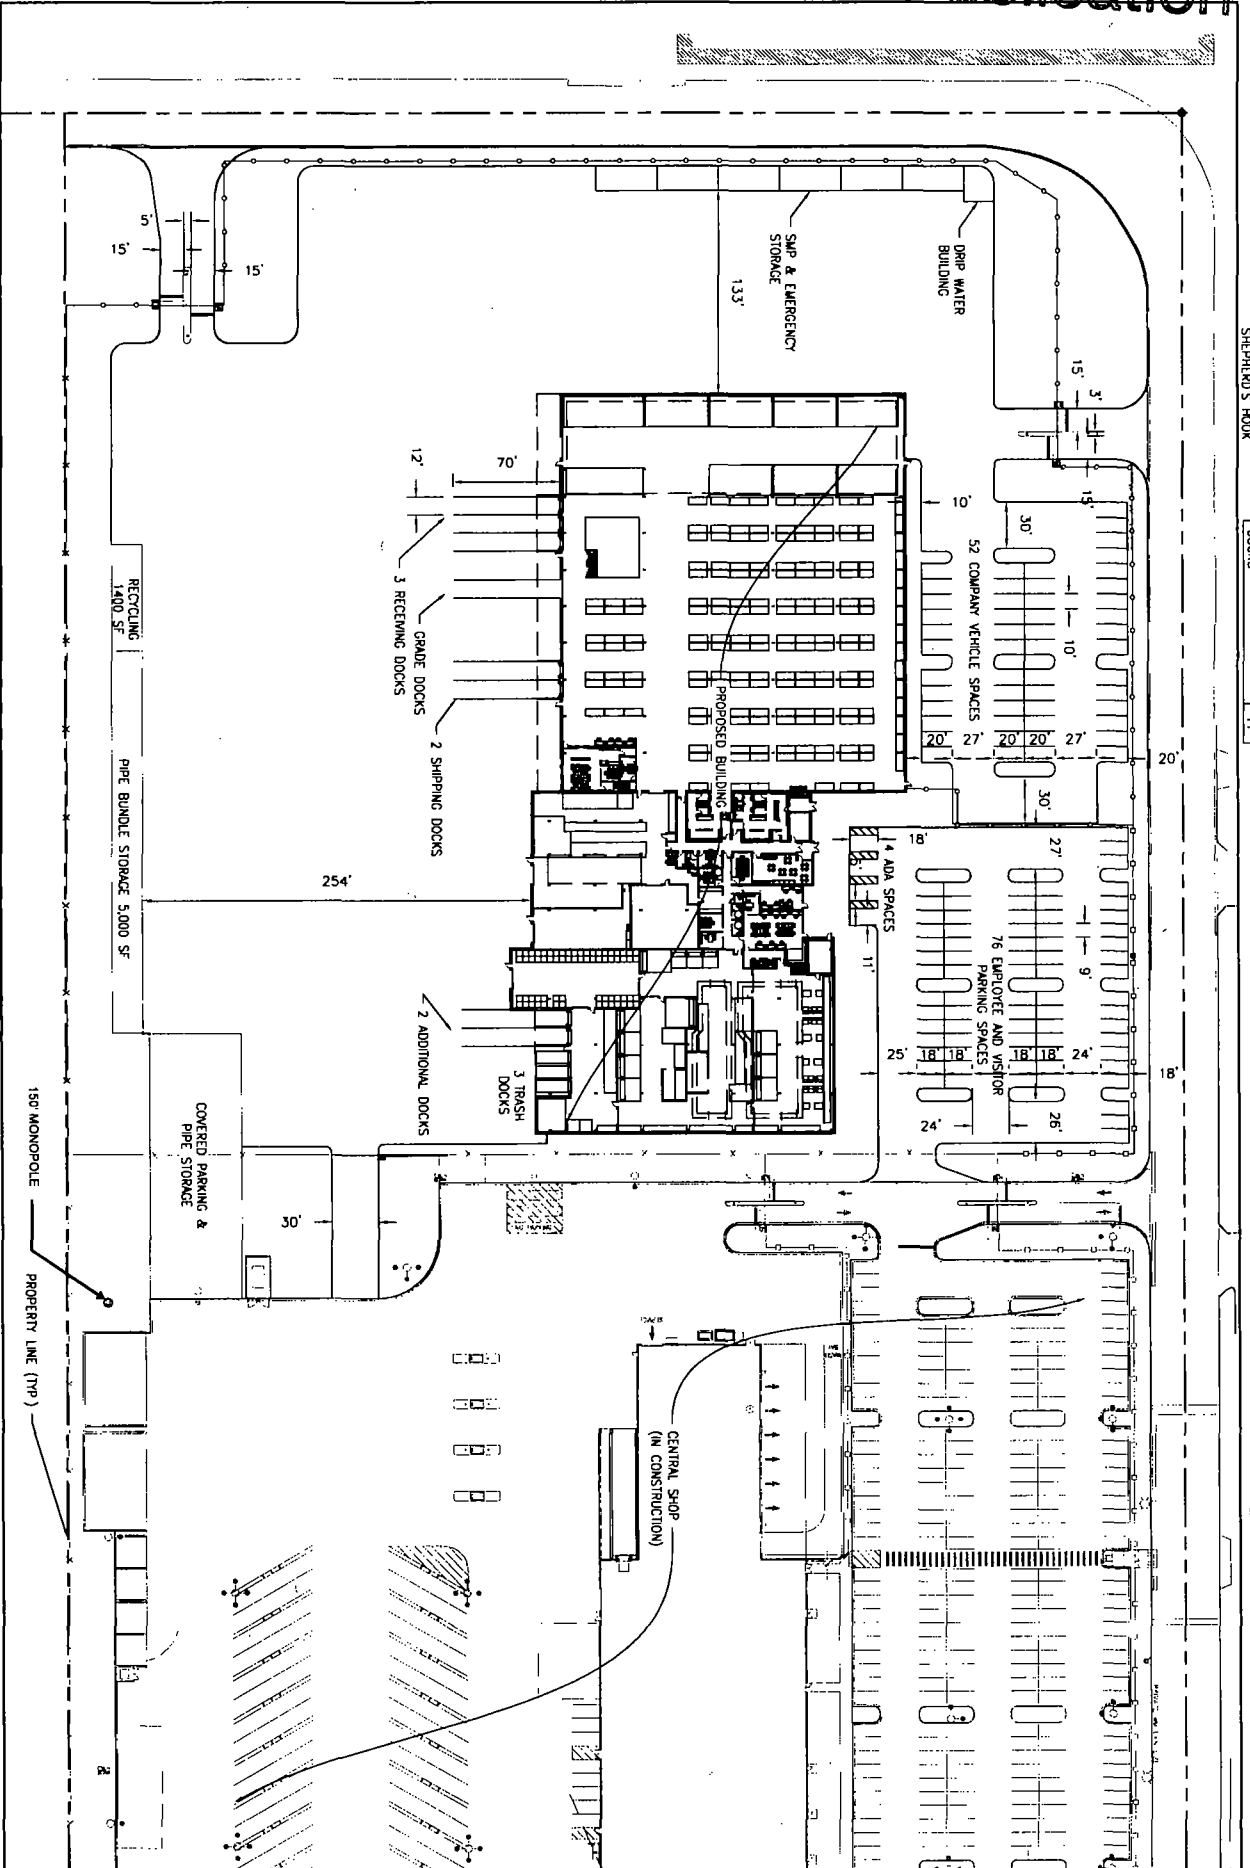 SHEPHERD'S HOOK
DRIP WATER
BUILDING
SMP & EMERGENCY
STORAGE
133'
5'
15'
15'
15'
3'
15'
30'
10'
52 COMPANY VEHICLE SPACES
10'
20'
27'
20'
20'
27'
20'
30'
70'
12'
3 RECEIVING DOCKS
GRADE DOCKS
2 SHIPPING DOCKS
PROPOSED BUILDING
RECYCLING
1400 SF
PIPE BUNDLE STORAGE 5,000 SF
254'
18'
4 ADA SPACES
11'
27'
9'
76 EMPLOYEE AND VISITOR
PARKING SPACES
25'
18'
18'
18'
18'
24'
18'
24'
26'
2 ADDITIONAL DOCKS
3 TRASH
DOCKS
COVERED PARKING &
PIPE STORAGE
30'
150' MONOPOLE
PROPERTY LINE (TYP)
CENTRAL SHOP
(IN CONSTRUCTION)